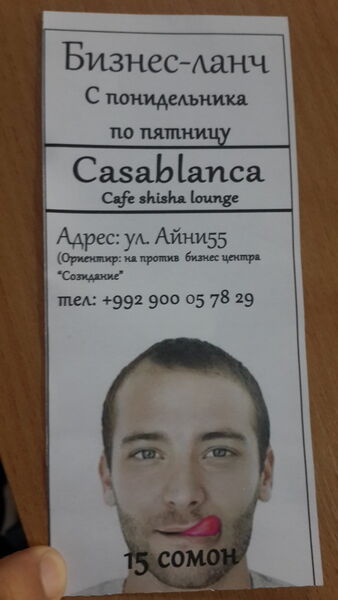 Бизнес-ланч
С понидельника
по пятницу
Casablanca
Cafe shisha lounge
Адрес: ул. Айни55
(Ориентир: на против бизнес центра
"Созидание"
тел: +992 900 05 78 29
15 сомон